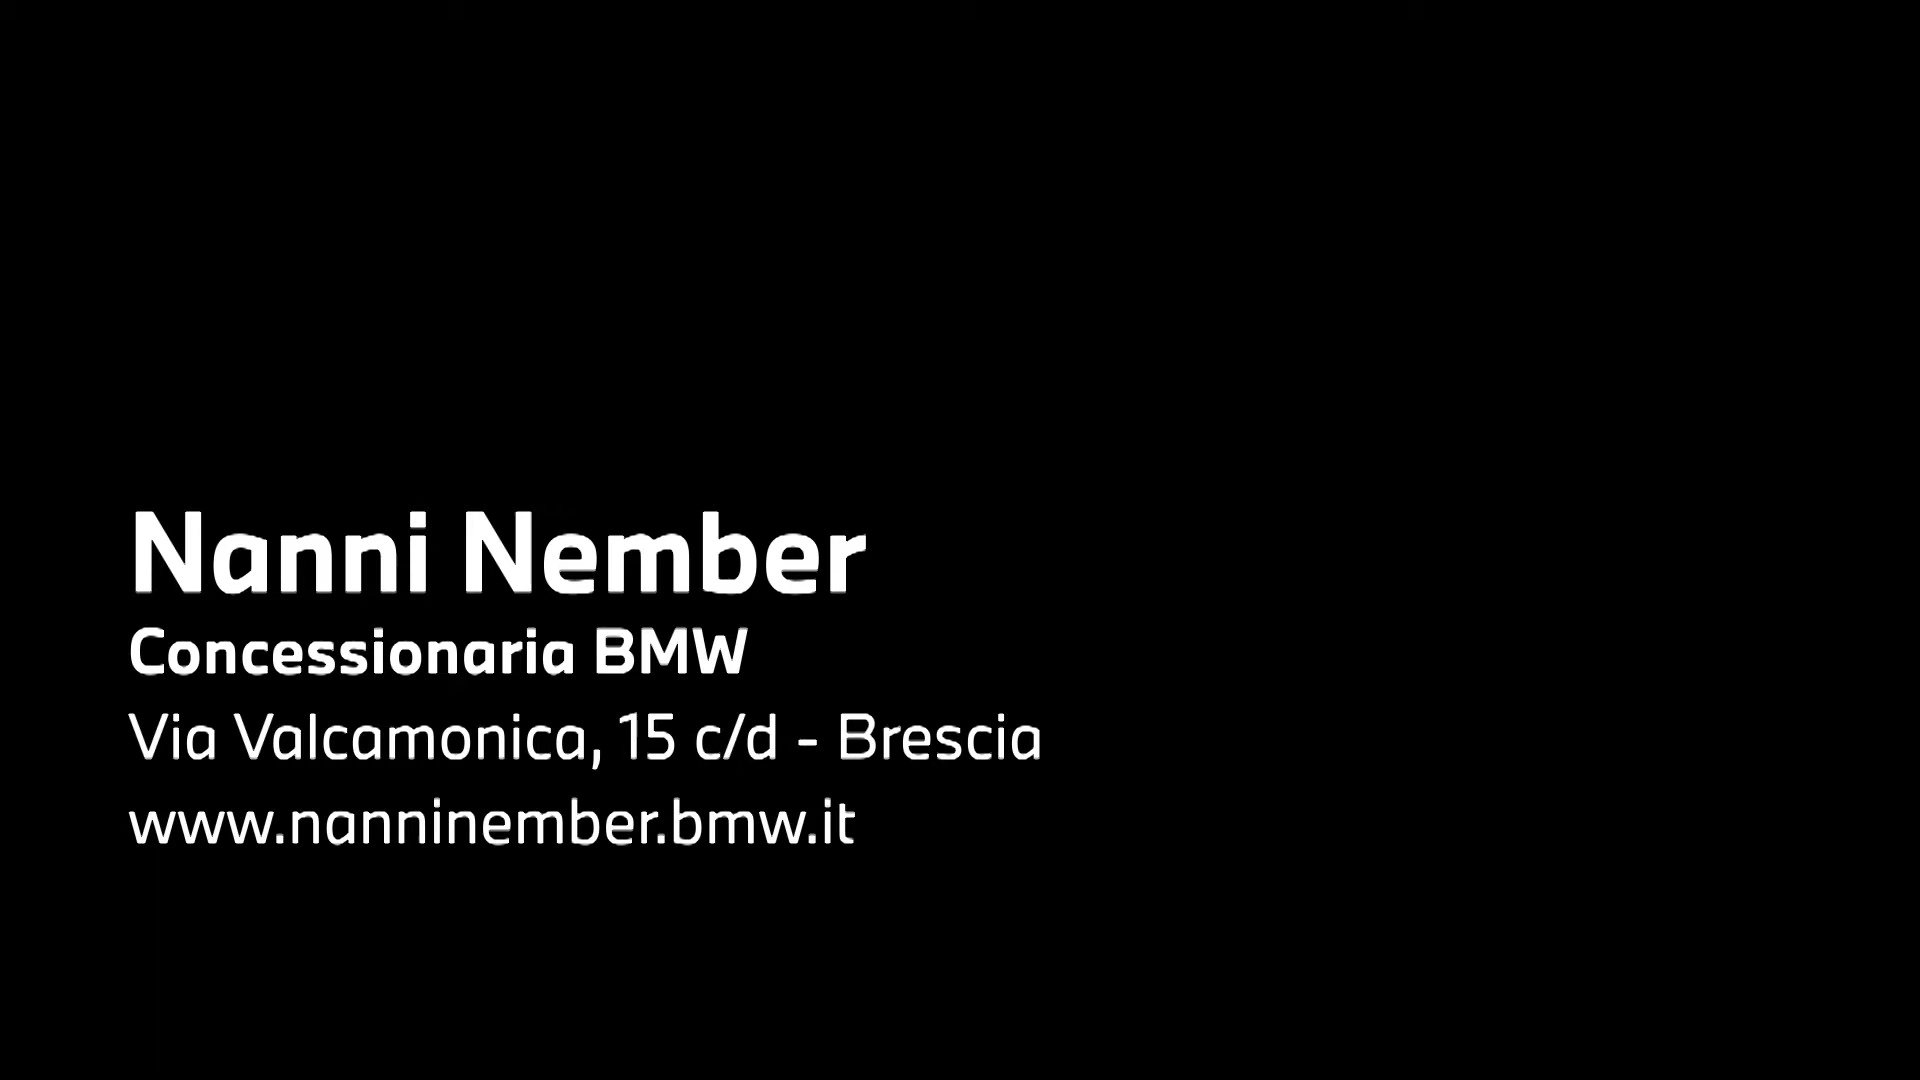 Nanni Nember
Concessionaria BMW
Via Valcamonica, 15 c/d - Brescia
www.nanninember.bmw.it